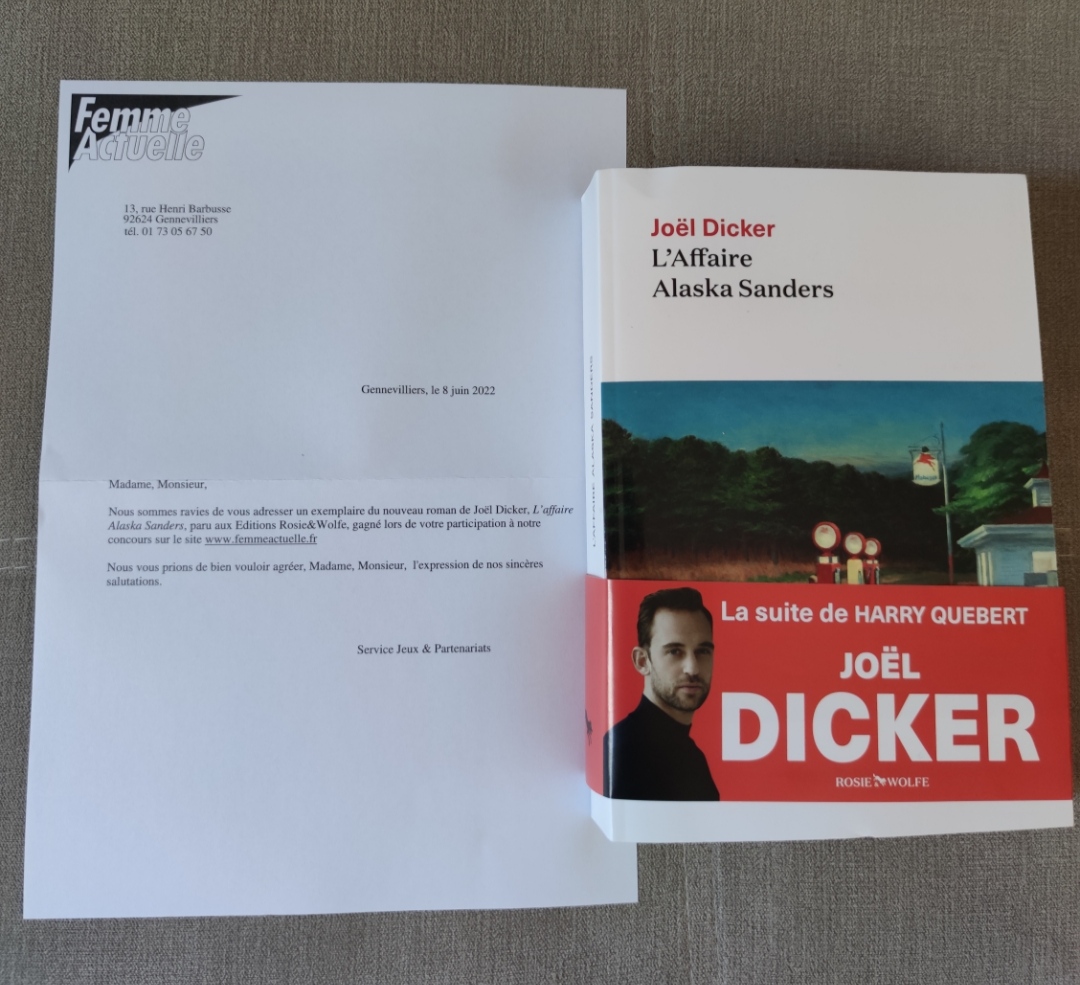 Femme
Actuelle
13, rue Henri Barbusse
92624 Gennevilliers
tél. 01 73 05 67 50
Gennevilliers, le 8 juin 2022
Madame, Monsieur,
Nous sommes ravies de vous adresser un exemplaire du nouveau roman de Joël Dicker, L'affaire
Alaska Sanders, paru aux Editions Rosie&Wolfe, gagné lors de votre participation à notre
concours sur le site www.femmeactuelle.fr
Nous vous prions de bien vouloir agréer, Madame, Monsieur, l'expression de nos sincères
salutations.
Service Jeux & Partenariats
L'AFFAIRE ALASKA SANDERS
Joël Dicker
L'Affaire
Alaska Sanders
La suite de HARRY QUEBERT
JOËL
DICKER
ROSIE WOLFE